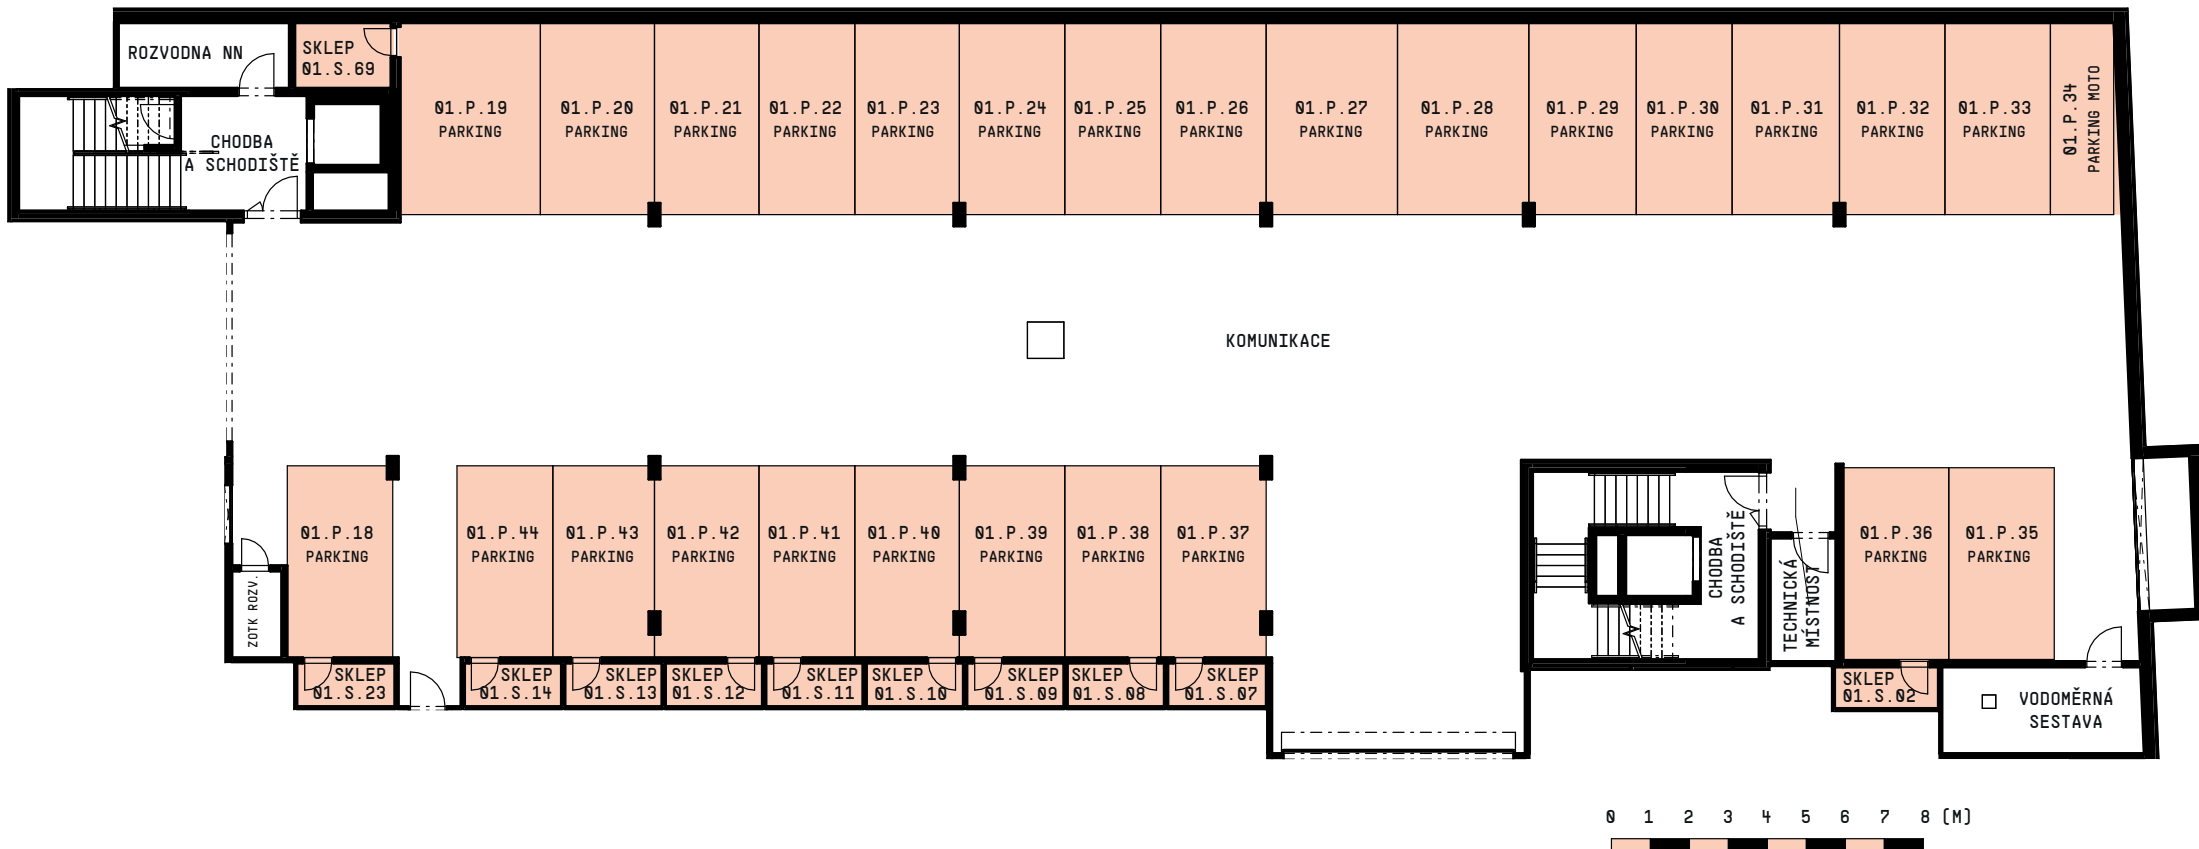 ROZVODNA NN
SKLEP
01.S.69
CHODBA
A SCHODIŠTĚ
01.P.19
PARKING
01.P.20
PARKING
01.P.21
PARKING
01.P.22
PARKING
01.P.23
PARKING
01.P.24
PARKING
01.P.25
PARKING
01.P.26
PARKING
01.P.27
PARKING
01.P.28
PARKING
01.P.29
PARKING
01.P.30
PARKING
01.P.31
PARKING
01.P.32
PARKING
01.P.33
PARKING
01.P.34
PARKING MOTO
KOMUNIKACE
ZOTK ROZV.
01.P.18
PARKING
01.P.44
PARKING
01.P.43
PARKING
01.P.42
PARKING
01.P.41
PARKING
01.P.40
PARKING
01.P.39
PARKING
01.P.38
PARKING
01.P.37
PARKING
CHODBA
A SCHODIŠTĚ
TECHNICKÁ
MÍSTNOST
01.P.36
PARKING
01.P.35
PARKING
SKLEP
01.S.23
SKLEP
01.S.14
SKLEP
01.S.13
SKLEP
01.S.12
SKLEP
01.S.11
SKLEP
01.S.10
SKLEP
01.S.09
SKLEP
01.S.08
SKLEP
01.S.07
SKLEP
01.S.02
VODOMĚRNÁ
SESTAVA
0 1 2 3 4 5 6 7 8 (M)